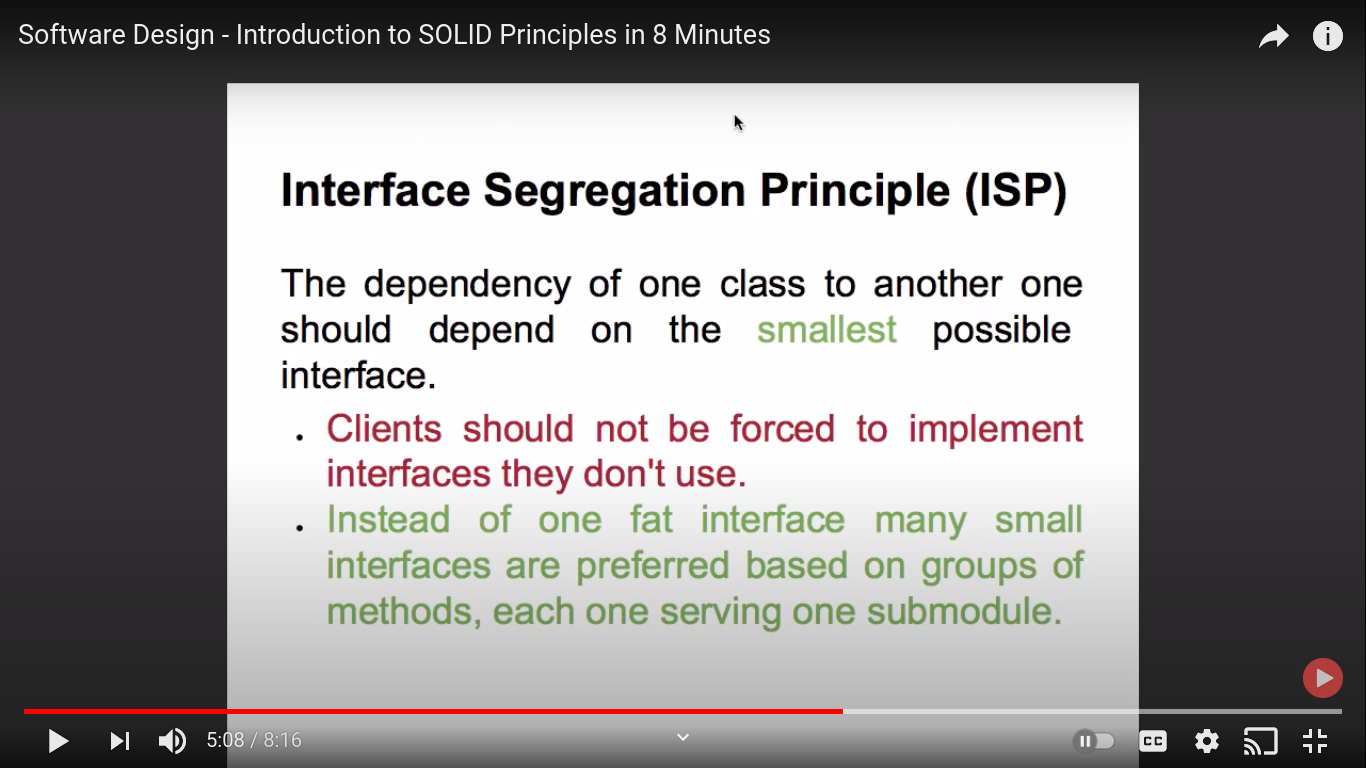 Software Design - Introduction to SOLID Principles in 8 Minutes
Interface Segregation Principle (ISP)
The dependency of one class to another one
should depend on the smallest possible
interface.
• Clients should not be forced to implement
interfaces they don't use.
• Instead of one fat interface many small
interfaces are preferred based on groups of
methods, each one serving one submodule.
5:08 / 8:16
CC